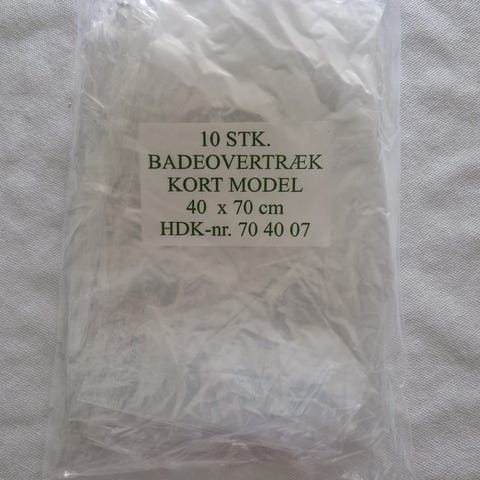 10 STK.
BADEOVERTRÆK
KORT MODEL
40 x 70 cm
HDK-nr. 70 40 07